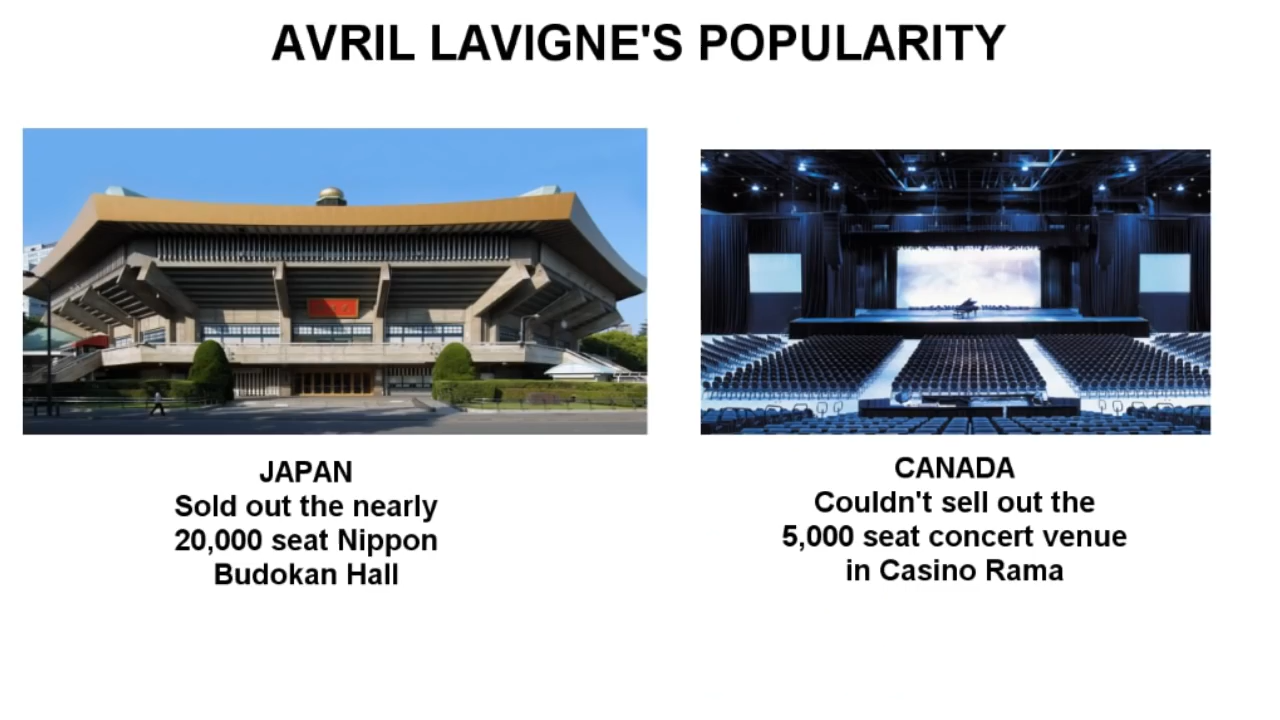 AVRIL LAVIGNE'S POPULARITY
JAPAN
Sold out the nearly
20,000 seat Nippon
Budokan Hall
CANADA
Couldn't sell out the
5,000 seat concert venue
in Casino Rama